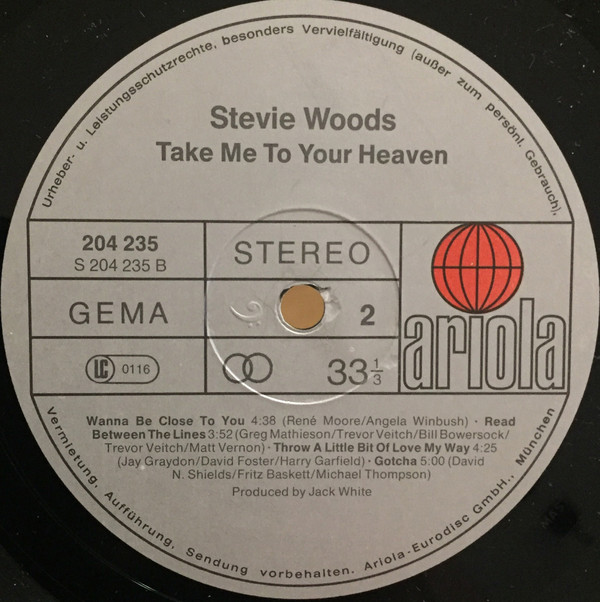 Urheber- u. Leistungsschutzrechte, besonders Vervielfältigung (außer zum persönl. Gebrauch),
Stevie Woods
Take Me To Your Heaven
204 235
S 204 235 B
STEREO
GEMA
2
LC 0116
33 1/3
ariola
Wanna Be Close To You 4:38 (René Moore/Angela Winbush) · Read
Between The Lines 3:52 (Greg Mathieson/Trevor Veitch/Bill Bowersock/
Trevor Veitch/Matt Vernon) · Throw A Little Bit Of Love My Way 4:25
(Jay Graydon/David Foster/Harry Garfield) · Gotcha 5:00 (David
N. Shields/Fritz Baskett/Michael Thompson)
Produced by Jack White
Vermietung, Aufführung, Sendung vorbehalten. Ariola-Eurodisc GmbH., München